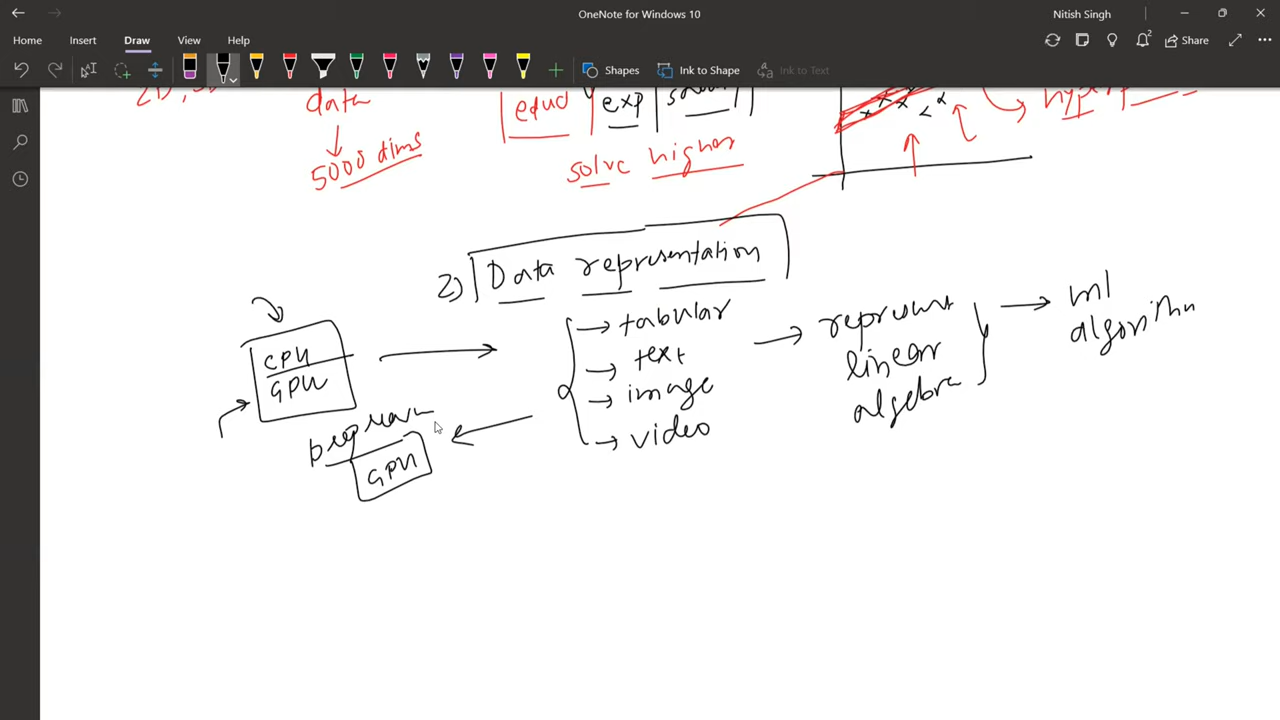 OneNote for Windows 10
Nitish Singh
Home Insert Draw View Help
Share
Shapes
Ink to Shape
Ink to Text
data
5000 dims
educ exp
solve higher
2) Data representation
CPU
GPU
GPU
→ tabular
→ text
→ image
→ video
→ represent
linear
algebra
→ ml
algorithm